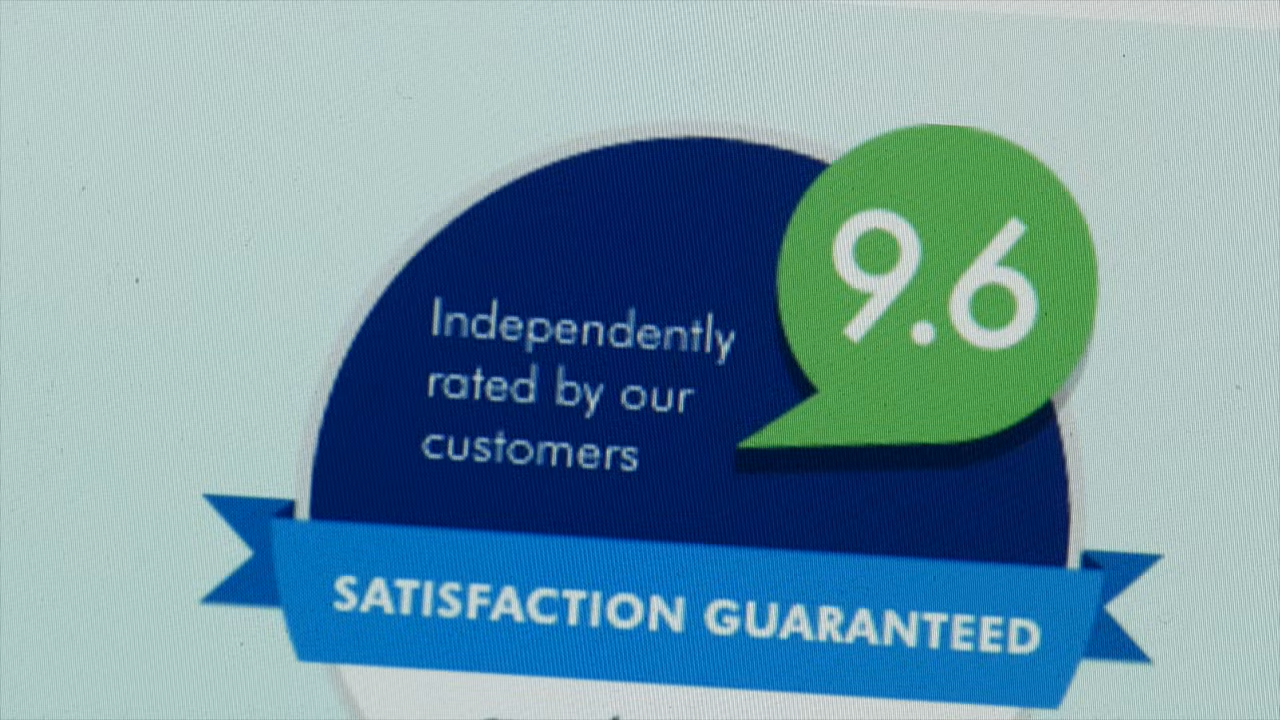 9.6
Independently
rated by our
customers
SATISFACTION GUARANTEED